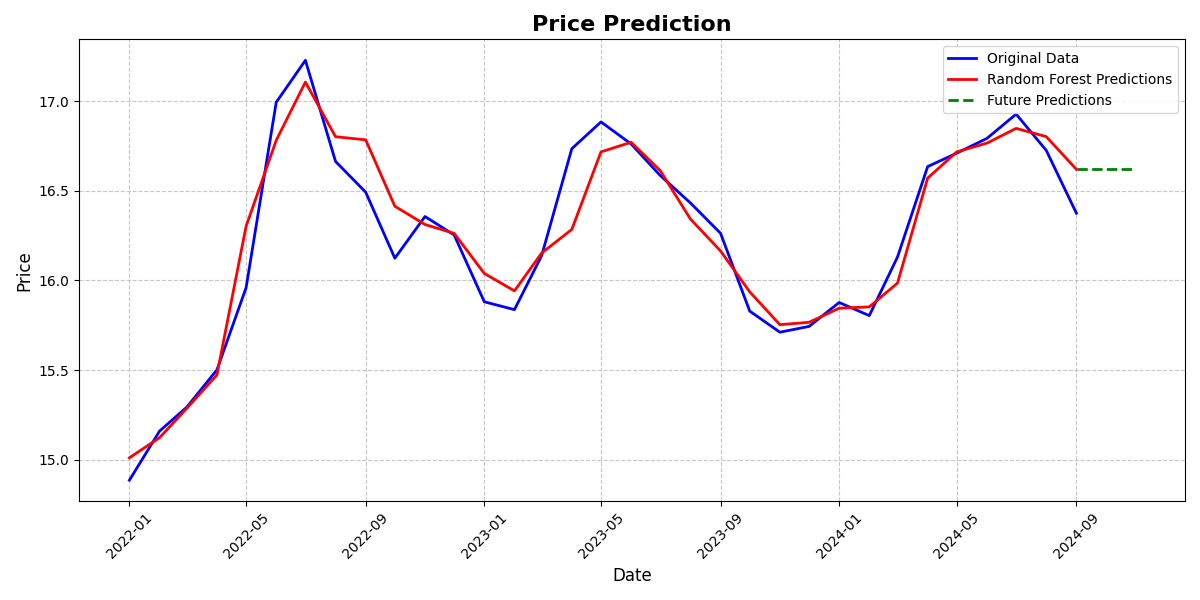 Price Prediction
Original Data
Random Forest Predictions
Future Predictions
Price
17.0
16.5
16.0
15.5
15.0
2022-01
2022-05
2022-09
2023-01
2023-05
2023-09
2024-01
2024-05
2024-09
Date